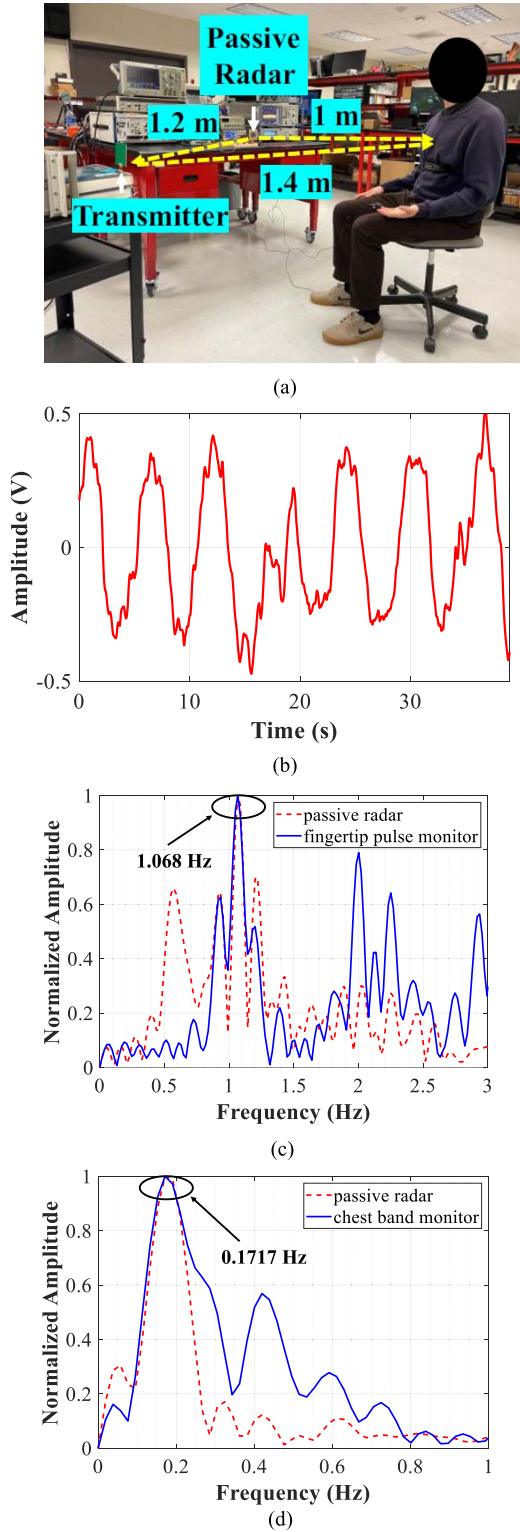 Passive
Radar
1.2 m
1 m
1.4 m
Transmitter
(a)
0.5
0
-0.5
Amplitude (V)
0
10
20
30
Time (s)
(b)
1
0.8
0.6
0.4
0.2
0
Normalized Amplitude
passive radar
fingertip pulse monitor
1.068 Hz
0
0.5
1
1.5
2
2.5
3
Frequency (Hz)
(c)
1
0.8
0.6
0.4
0.2
0
Normalized Amplitude
passive radar
chest band monitor
0.1717 Hz
0
0.2
0.4
0.6
0.8
1
Frequency (Hz)
(d)